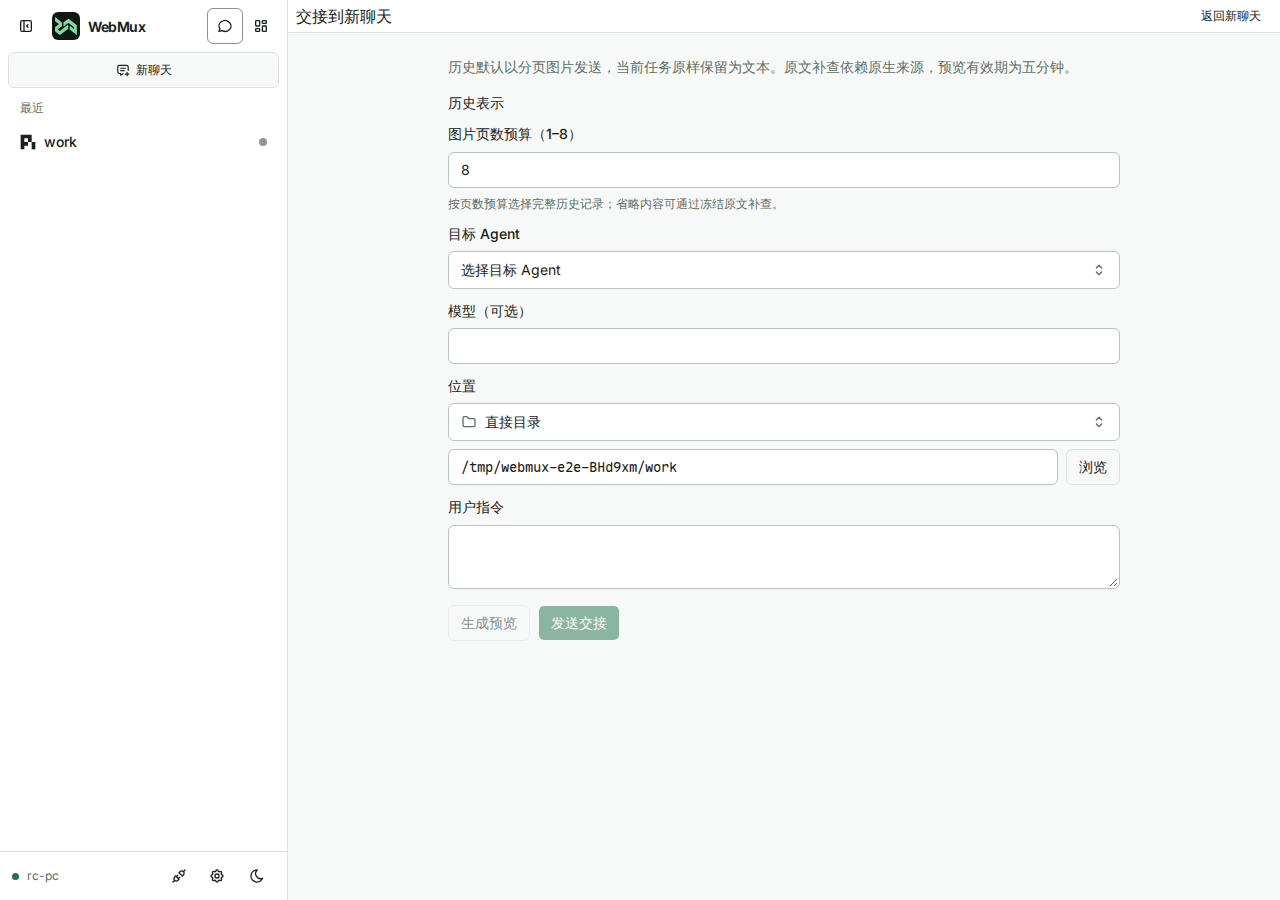 WebMux
新聊天
最近
work
rc-pc
交接到新聊天
返回新聊天
历史默认以分页图片发送，当前任务原样保留为文本。原文补查依赖原生来源，预览有效期为五分钟。
历史表示
图片页数预算（1–8）
8
按页数预算选择完整历史记录；省略内容可通过冻结原文补查。
目标 Agent
选择目标 Agent
模型（可选）
位置
直接目录
/tmp/webmux-e2e-BHd9xm/work
浏览
用户指令
生成预览
发送交接